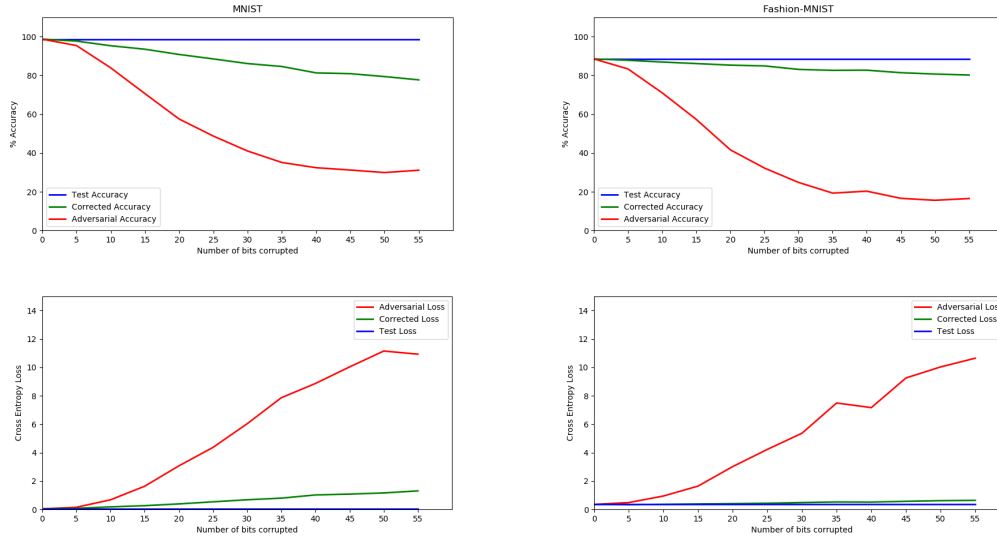 MNIST
100
80
60
40
20
0
% Accuracy
Test Accuracy
Corrected Accuracy
Adversarial Accuracy
0 5 10 15 20 25 30 35 40 45 50 55
Number of bits corrupted
Fashion-MNIST
100
80
60
40
20
0
% Accuracy
Test Accuracy
Corrected Accuracy
Adversarial Accuracy
0 5 10 15 20 25 30 35 40 45 50 55
Number of bits corrupted
14
12
10
8
6
4
2
0
Cross Entropy Loss
Adversarial Loss
Corrected Loss
Test Loss
0 5 10 15 20 25 30 35 40 45 50 55
Number of bits corrupted
14
12
10
8
6
4
2
0
Cross Entropy Loss
Adversarial Loss
Corrected Loss
Test Loss
0 5 10 15 20 25 30 35 40 45 50 55
Number of bits corrupted